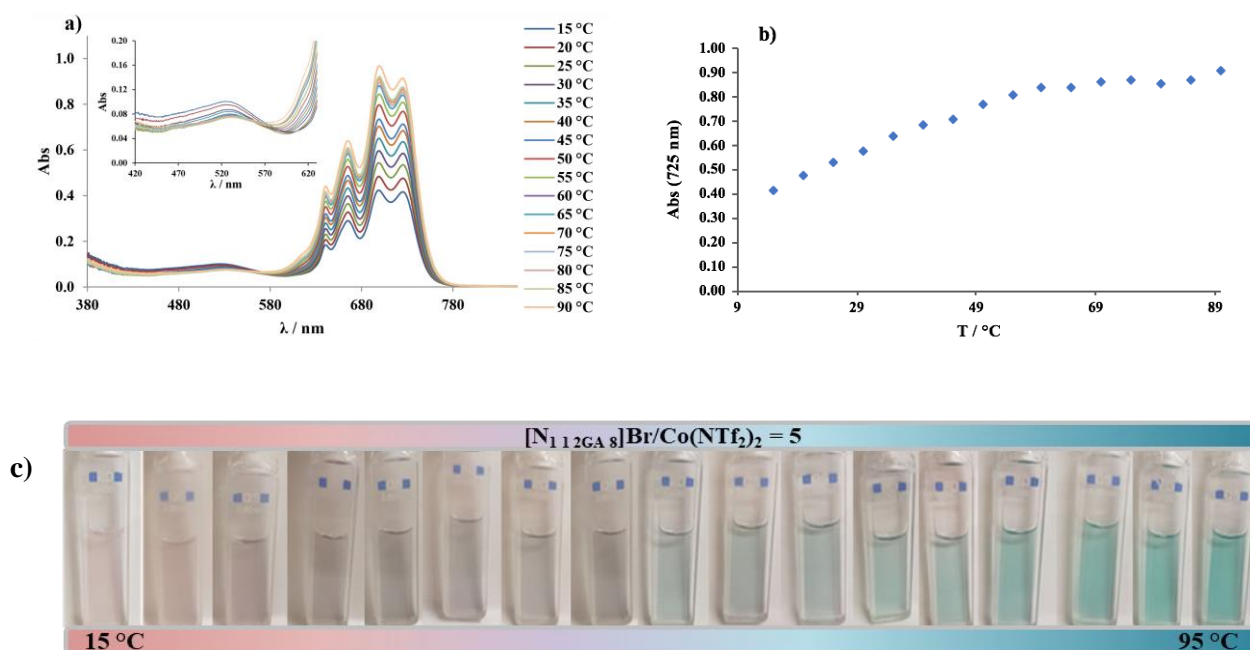 a)
0.20
0.16
0.12
0.08
0.04
0.00
Abs
420 470 520 570 620
λ / nm
1.0
0.8
0.6
0.4
0.2
0.0
Abs
380 480 580 680 780
λ / nm
15 °C
20 °C
25 °C
30 °C
35 °C
40 °C
45 °C
50 °C
55 °C
60 °C
65 °C
70 °C
75 °C
80 °C
85 °C
90 °C
b)
1.00
0.90
0.80
0.70
0.60
0.50
0.40
0.30
0.20
0.10
0.00
Abs (725 nm)
9 29 49 69 89
T / °C
c)
[N₁ ₁ ₂GA ₈]Br/Co(NTf₂)₂ = 5
15 °C 95 °C